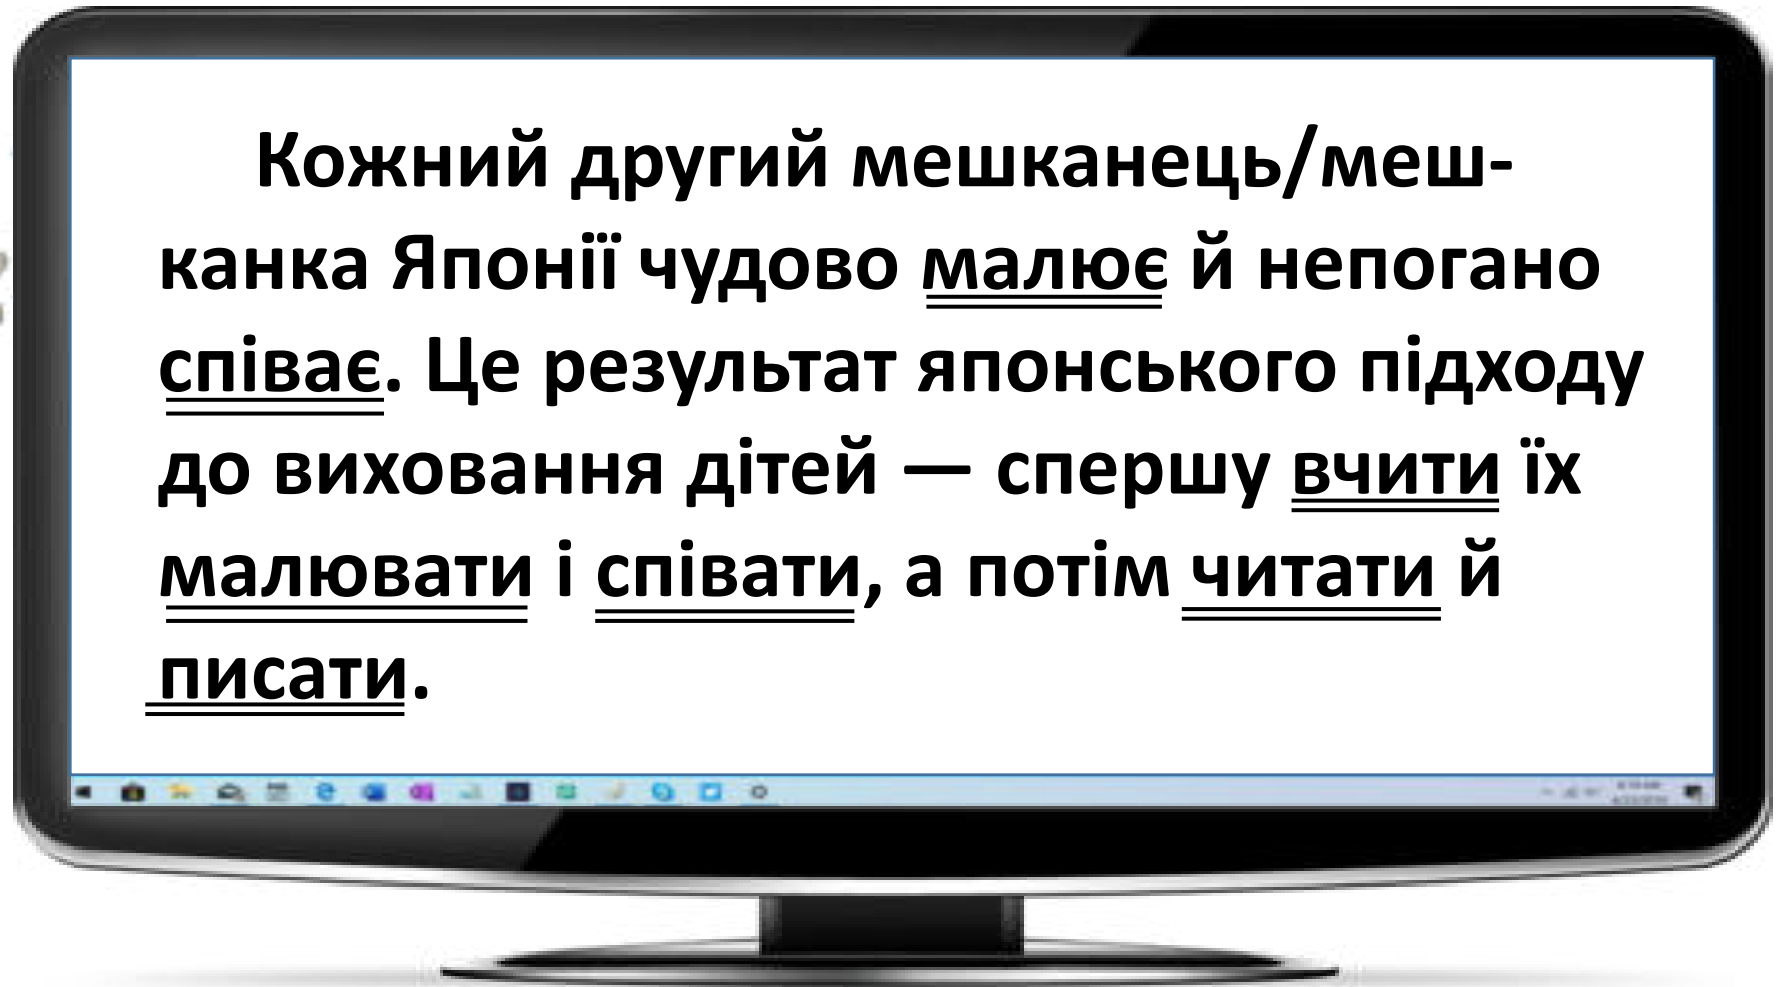 Кожний другий мешканець/меш-
канка Японії чудово малює й непогано
співає. Це результат японського підходу
до виховання дітей — спершу вчити їх
малювати і співати, а потім читати й
писати.